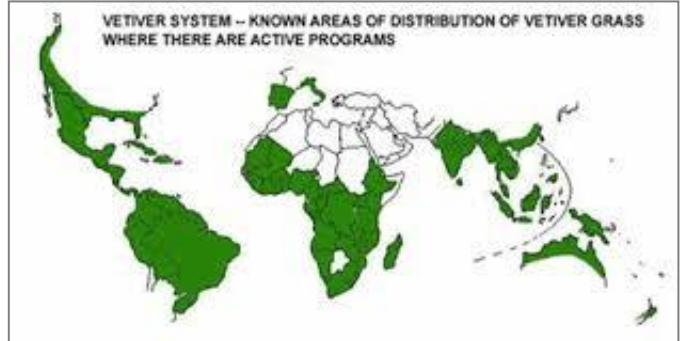 VETIVER SYSTEM -- KNOWN AREAS OF DISTRIBUTION OF VETIVER GRASS
WHERE THERE ARE ACTIVE PROGRAMS